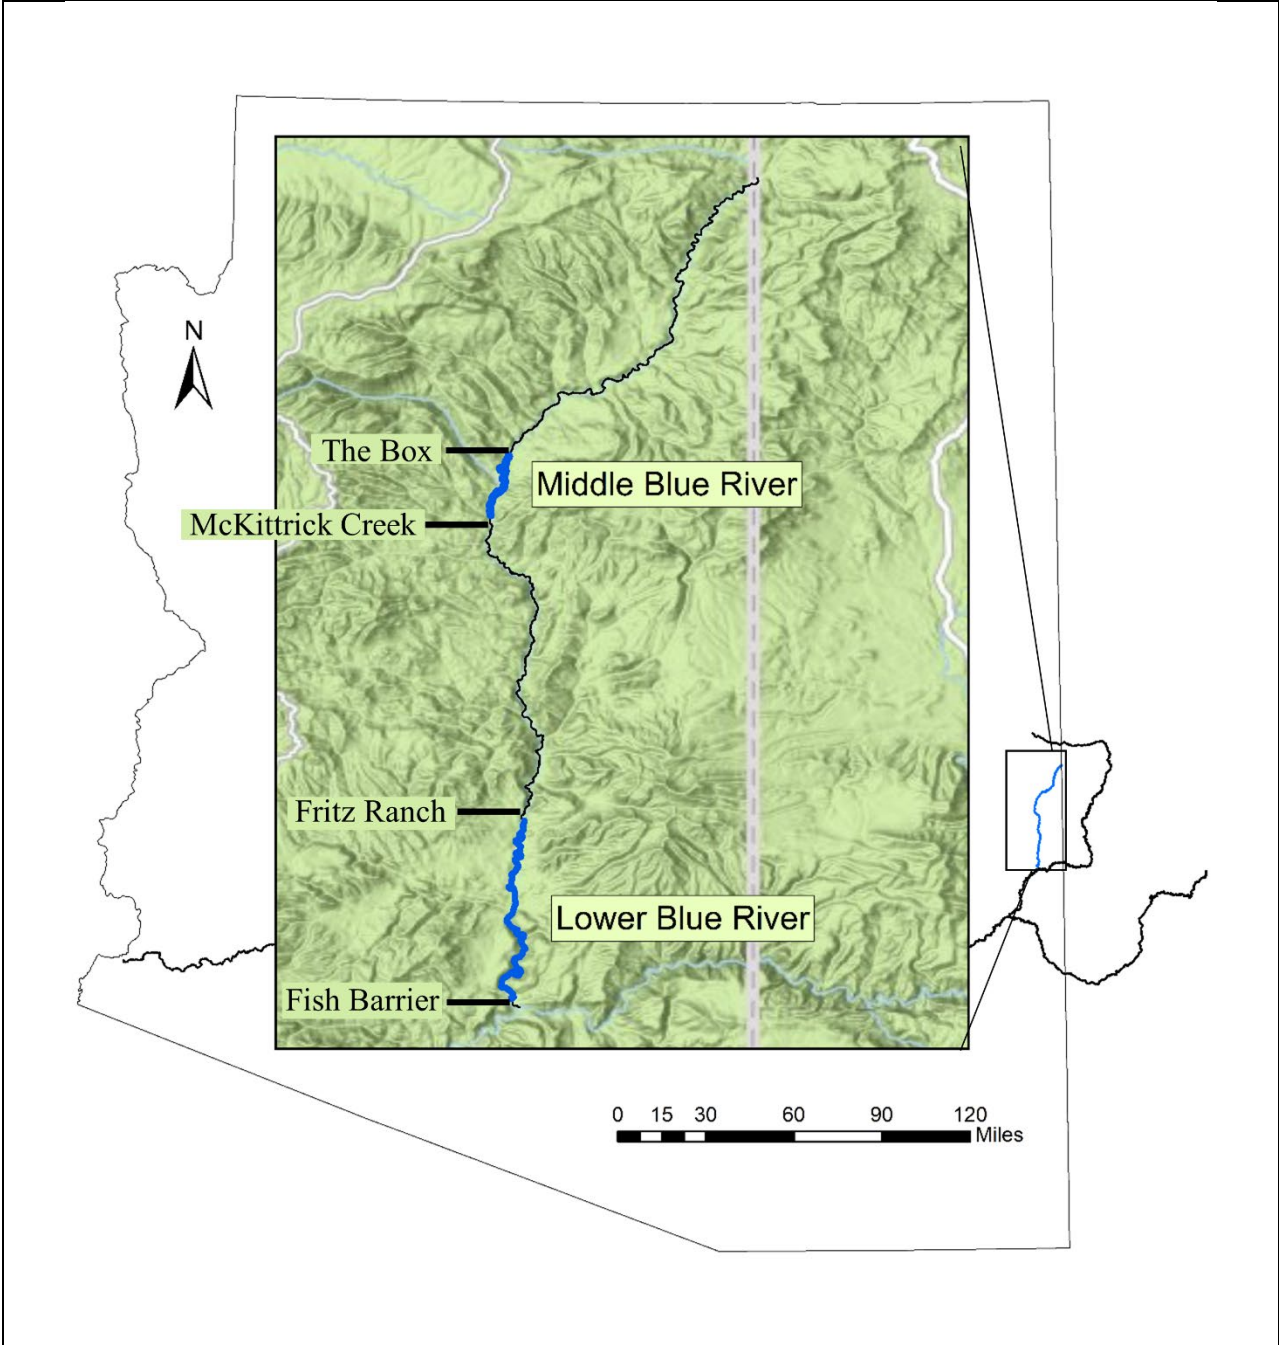 N
The Box
Middle Blue River
McKittrick Creek
Fritz Ranch
Lower Blue River
Fish Barrier
0 15 30 60 90 120
Miles